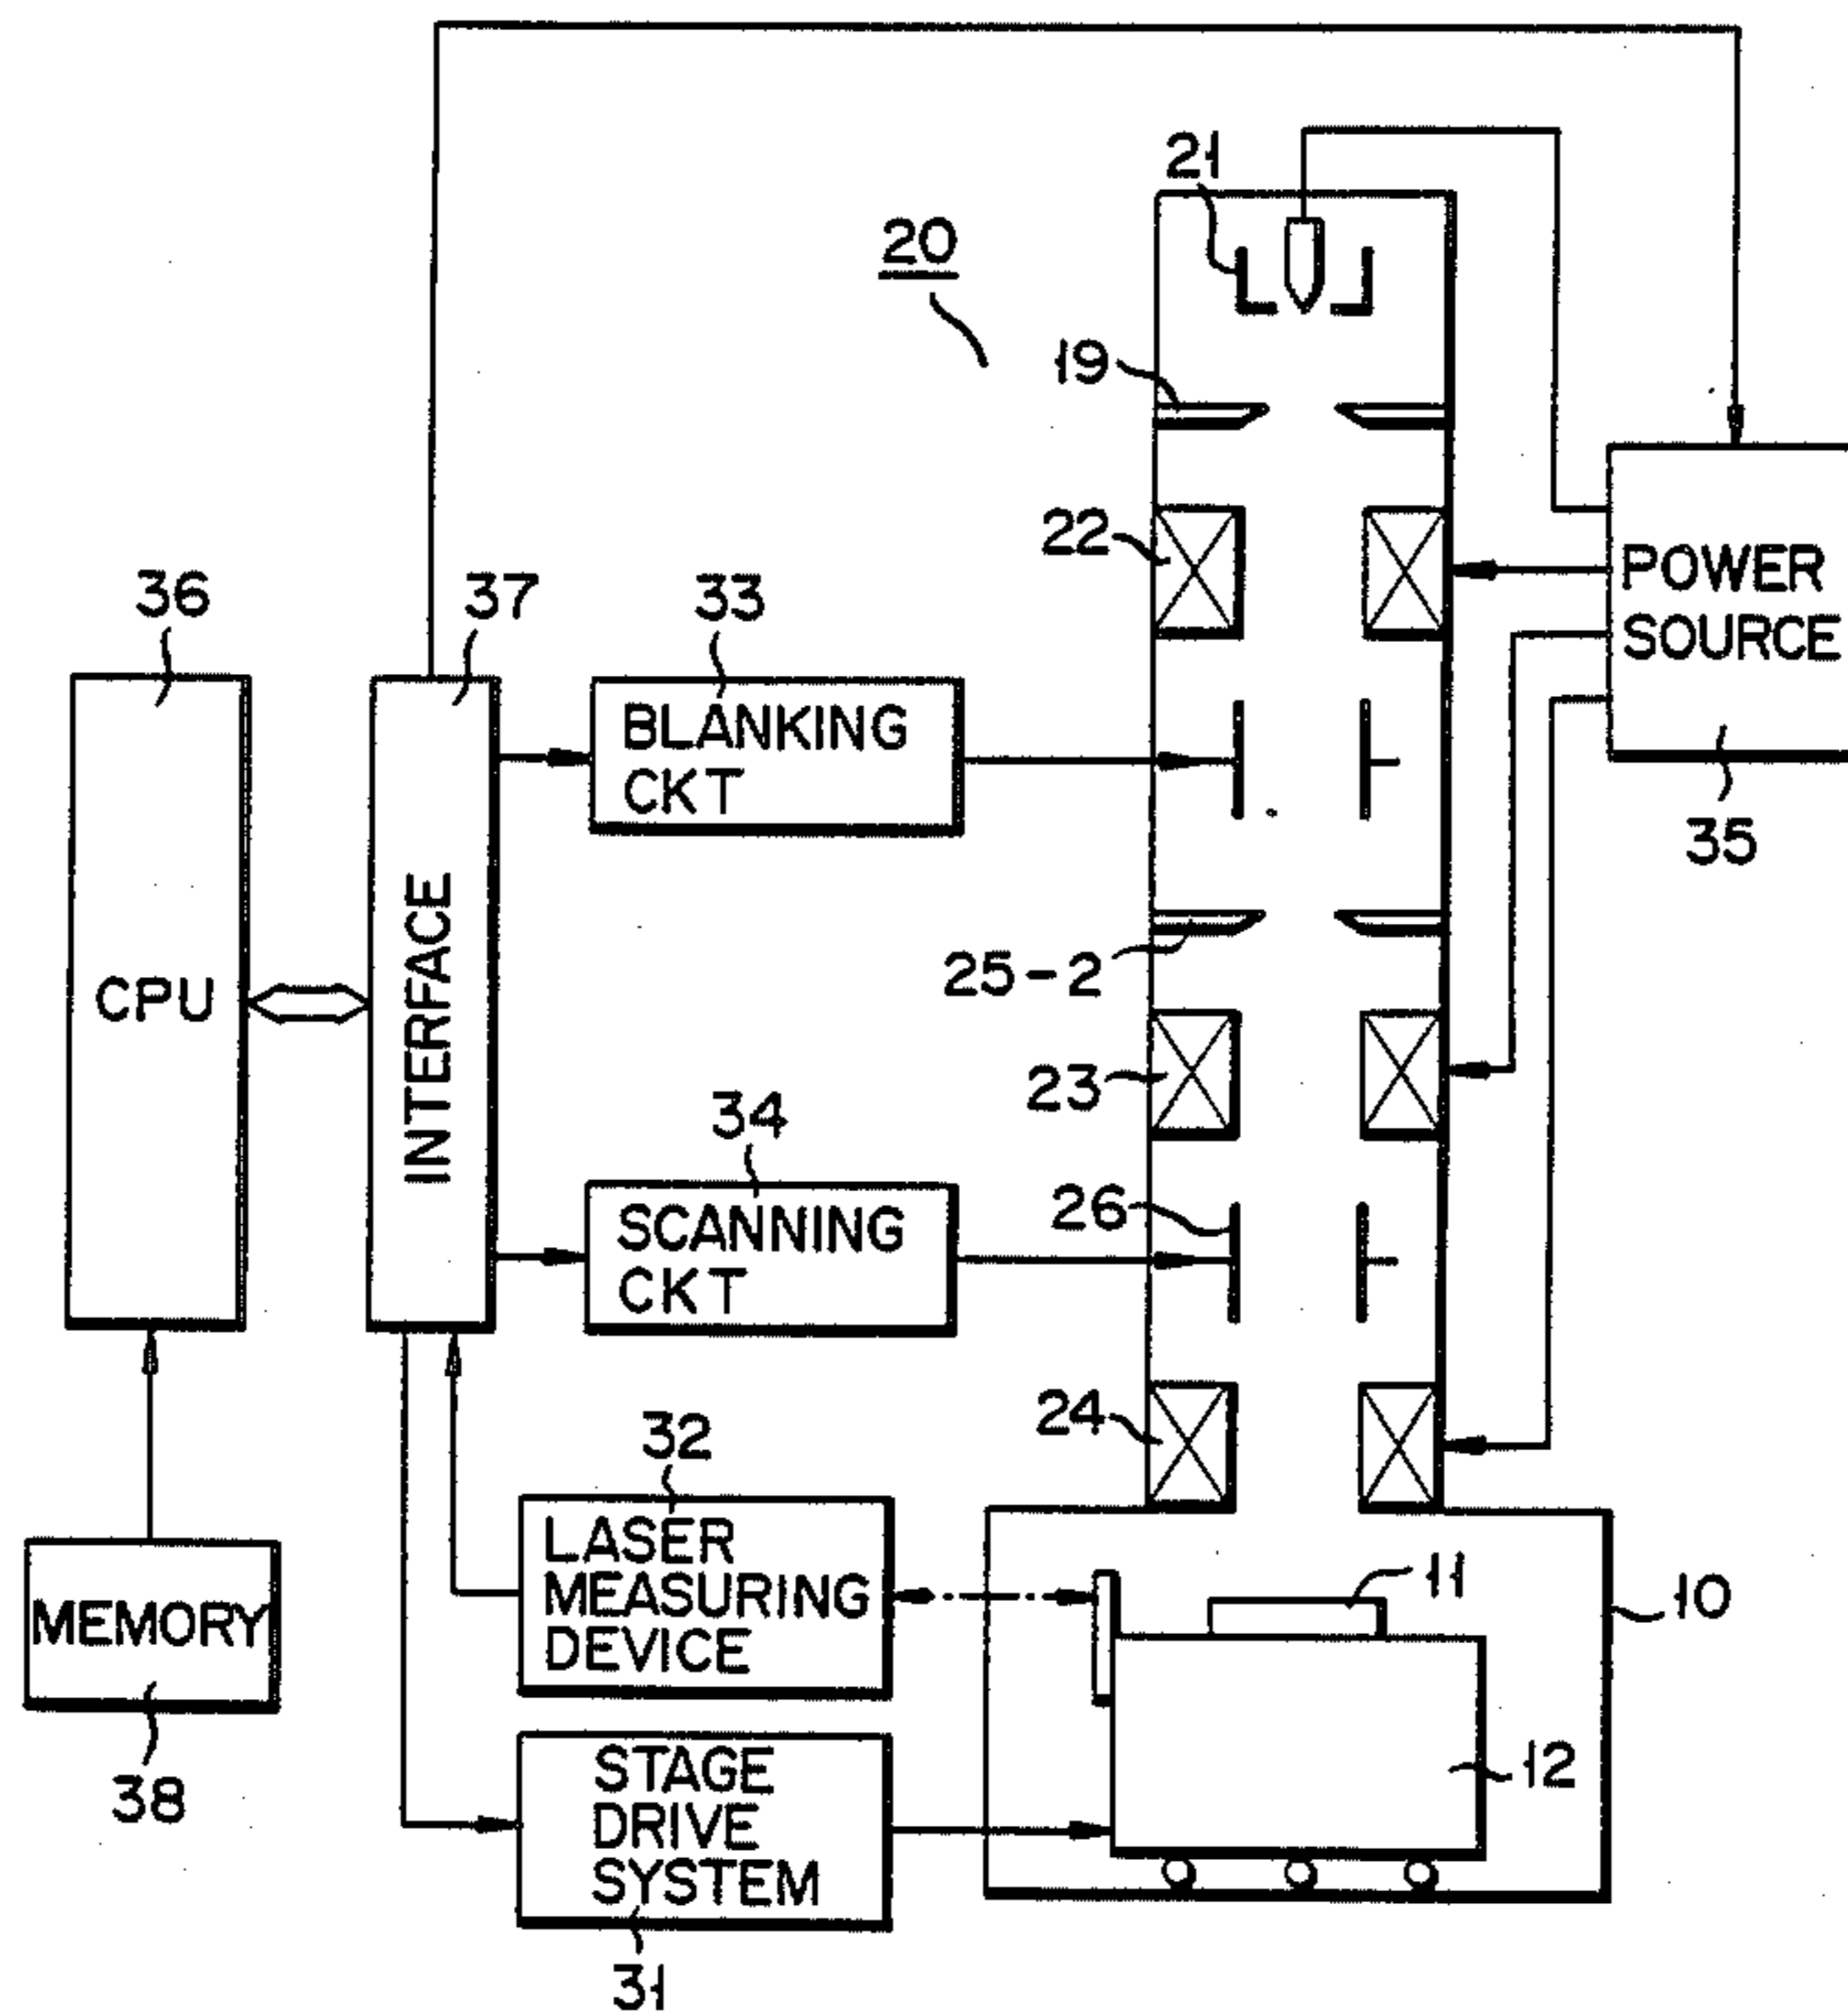 21
20
19
22
POWER
SOURCE
35
36
37
33
BLANKING
CKT
INTERFACE
CPU
25-2
23
34
SCANNING
CKT
26
24
32
LASER
MEASURING
DEVICE
11
10
MEMORY
38
12
STAGE
DRIVE
SYSTEM
31